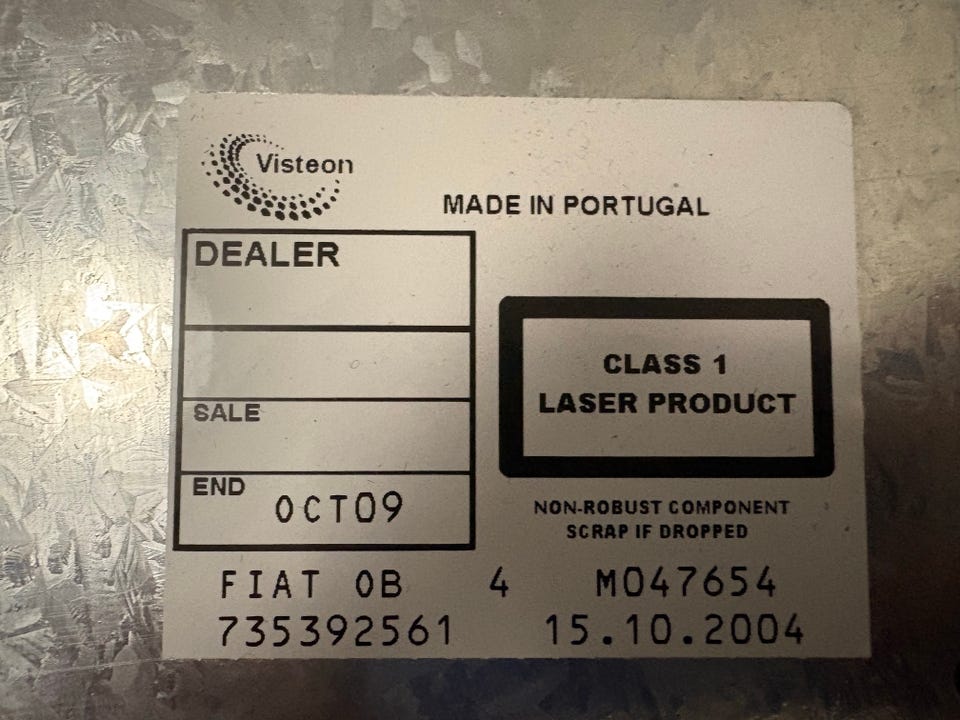 Visteon
MADE IN PORTUGAL
DEALER
SALE
END OCT09
CLASS 1
LASER PRODUCT
NON-ROBUST COMPONENT
SCRAP IF DROPPED
FIAT 0B 4 M047654
735392561 15.10.2004